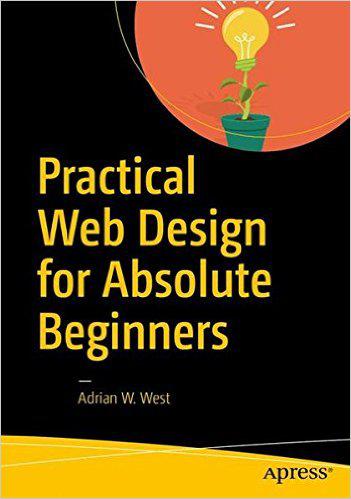 Practical
Web Design
for Absolute
Beginners
—
Adrian W. West
Apress®